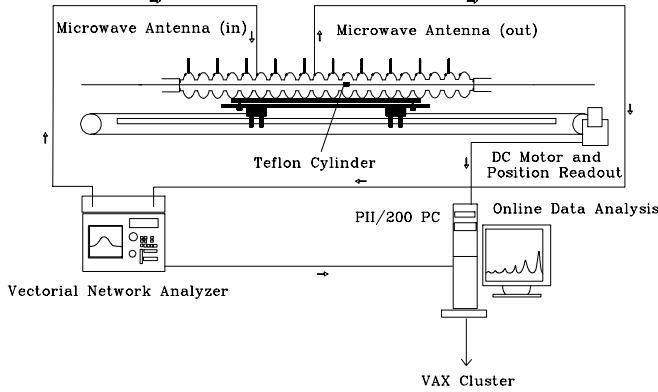 Microwave Antenna (in)
Microwave Antenna (out)
Teflon Cylinder
DC Motor and
Position Readout
PII/200 PC
Online Data Analysis
Vectorial Network Analyzer
VAX Cluster